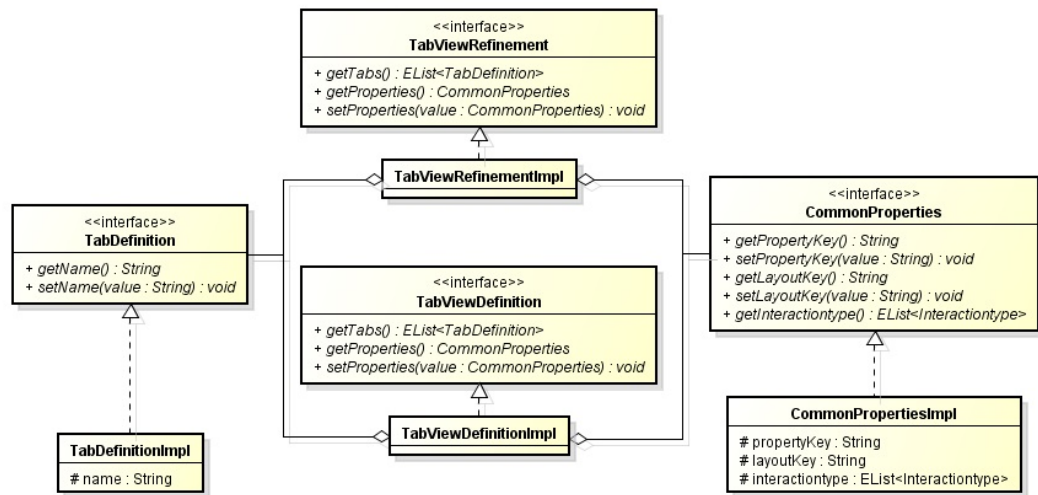 <<interface>>
TabViewRefinement
+ getTabs() : EList<TabDefinition>
+ getProperties() : CommonProperties
+ setProperties(value : CommonProperties) : void
TabViewRefinementImpl
<<interface>>
TabDefinition
+ getName() : String
+ setName(value : String) : void
<<interface>>
CommonProperties
+ getPropertyKey() : String
+ setPropertyKey(value : String) : void
+ getLayoutKey() : String
+ setLayoutKey(value : String) : void
+ getInteractiontype() : EList<Interactiontype>
<<interface>>
TabViewDefinition
+ getTabs() : EList<TabDefinition>
+ getProperties() : CommonProperties
+ setProperties(value : CommonProperties) : void
TabViewDefinitionImpl
TabDefinitionImpl
# name : String
CommonPropertiesImpl
# propertyKey : String
# layoutKey : String
# interactiontype : EList<Interactiontype>